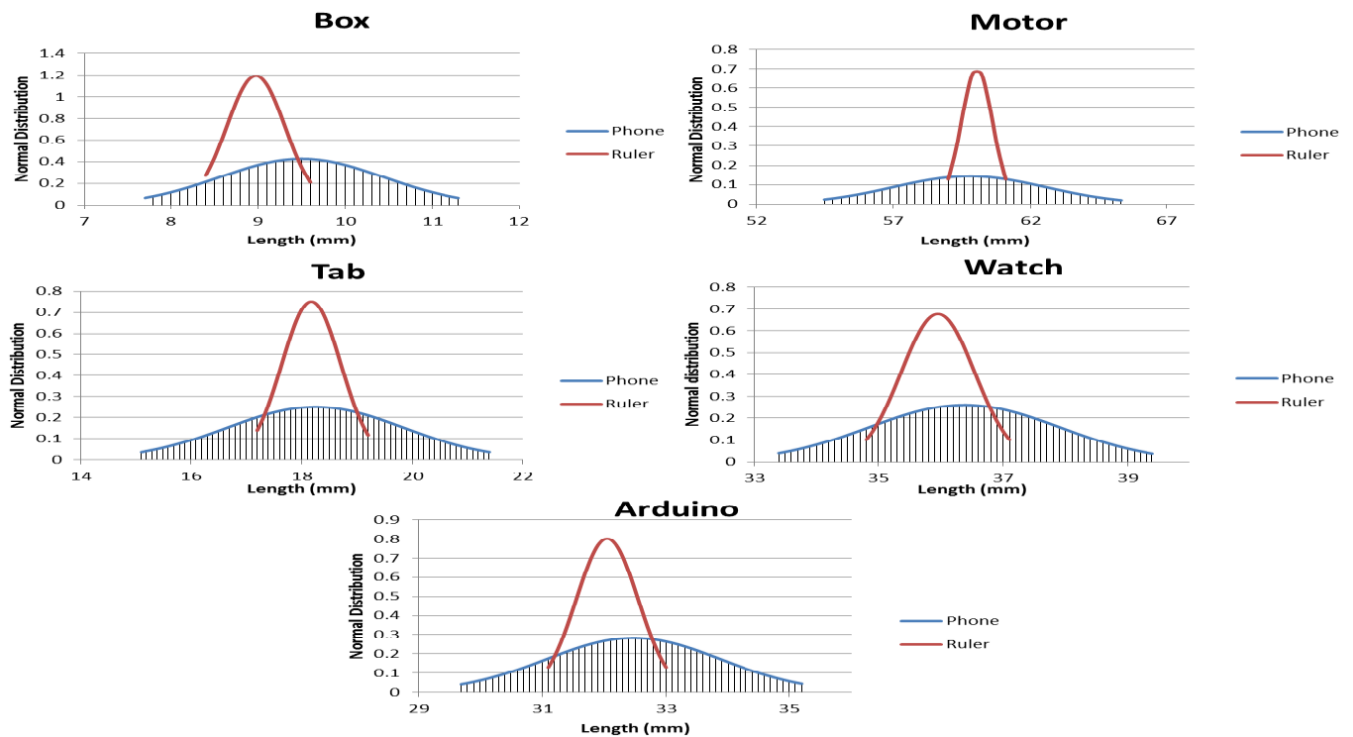 Box
Normal Distribution
1.4
1.2
1
0.8
0.6
0.4
0.2
0
7 8 9 10 11 12
Length (mm)
Phone
Ruler
Motor
Normal Distribution
0.8
0.7
0.6
0.5
0.4
0.3
0.2
0.1
0
52 57 62 67
Length (mm)
Phone
Ruler
Tab
Normal Distribution
0.8
0.7
0.6
0.5
0.4
0.3
0.2
0.1
0
14 16 18 20 22
Length (mm)
Phone
Ruler
Watch
Normal distribution
0.8
0.7
0.6
0.5
0.4
0.3
0.2
0.1
0
33 35 37 39
Length (mm)
Phone
Ruler
Arduino
Normal Distribution
0.9
0.8
0.7
0.6
0.5
0.4
0.3
0.2
0.1
0
29 31 33 35
Length (mm)
Phone
Ruler